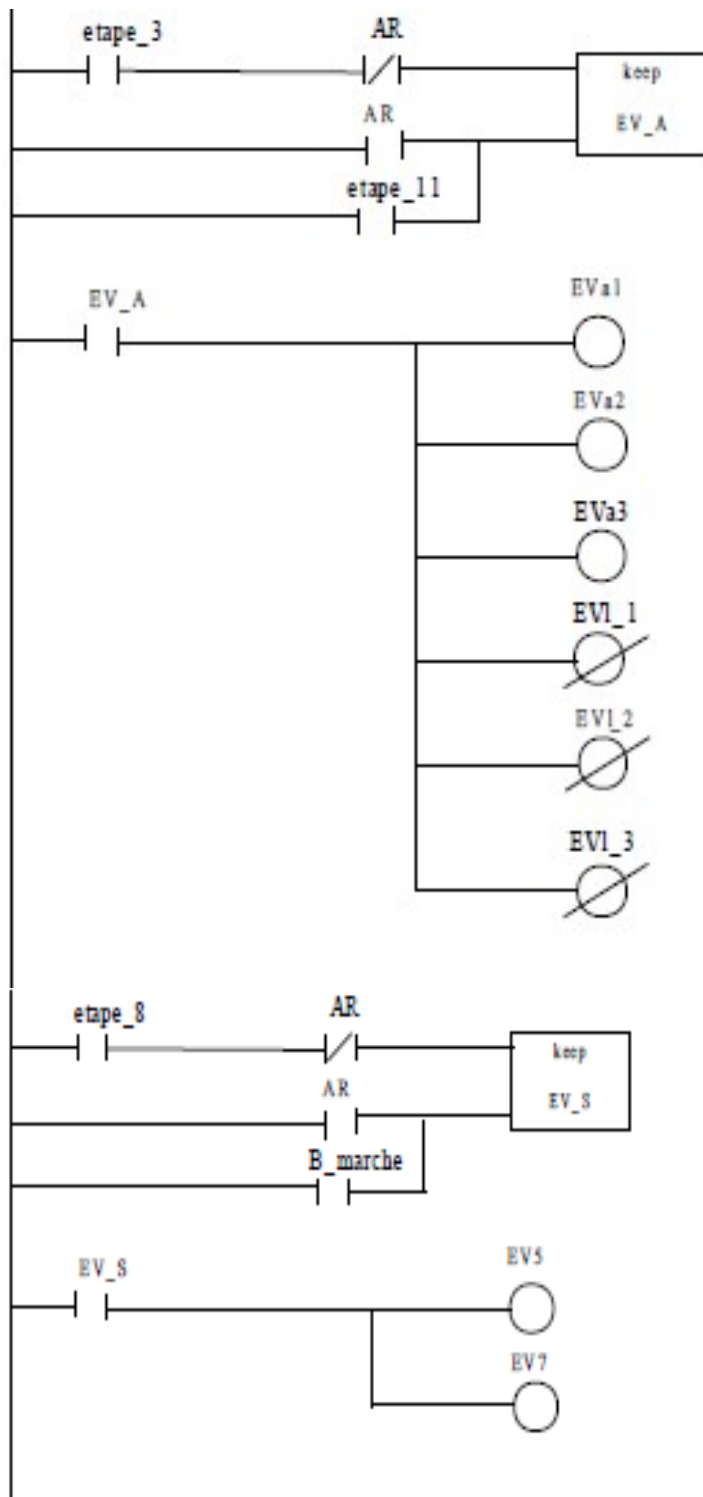 etape_3
AR
keep
EV_A
AR
etape_11
EV_A
EVa1
EVa2
EVa3
EVl_1
EVl_2
EVl_3
etape_8
AR
keep
EV_S
AR
B_marche
EV_S
EV5
EV7